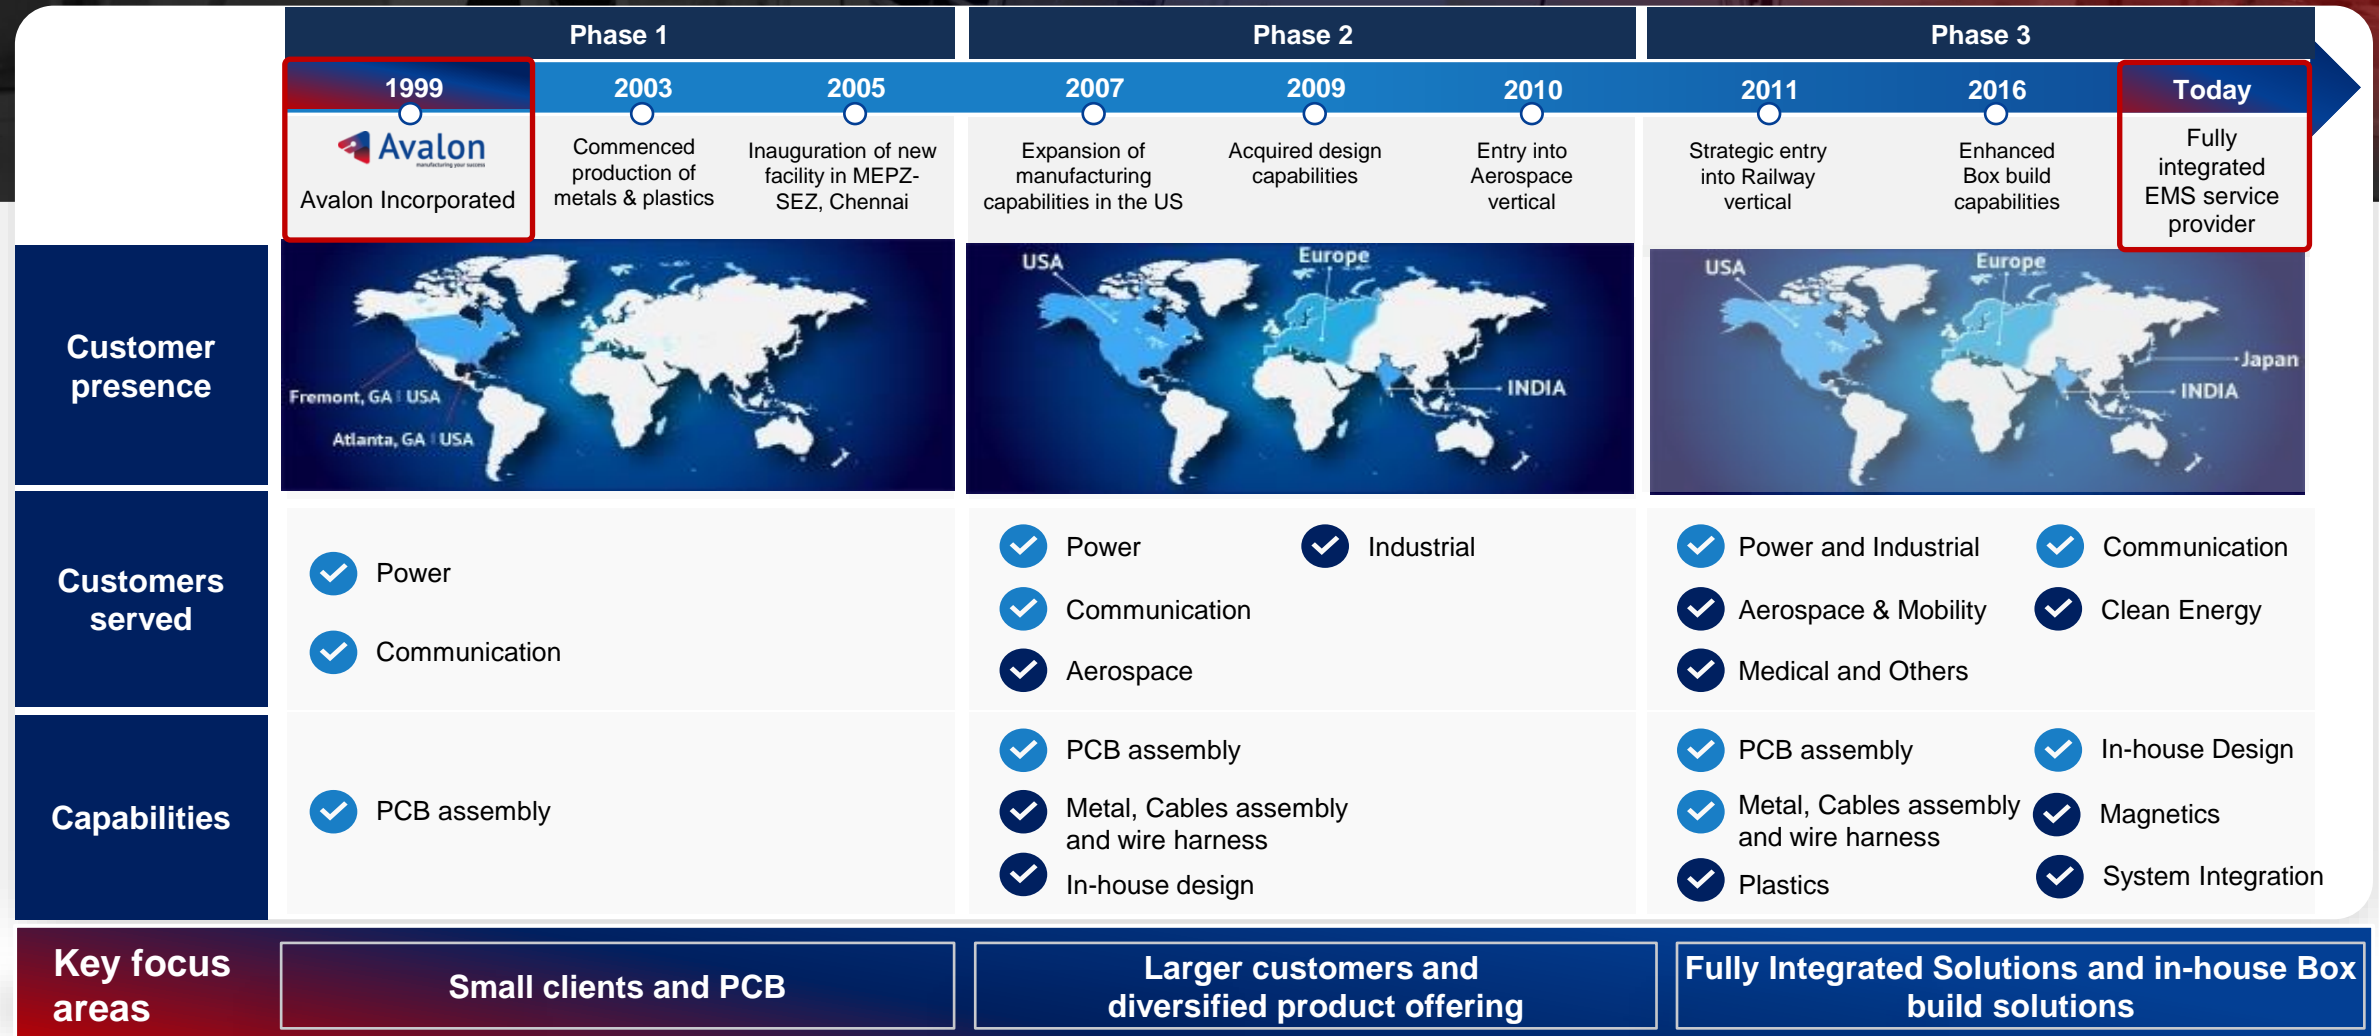 Phase 1
Phase 2
Phase 3
1999
2003
2005
2007
2009
2010
2011
2016
Today
Avalon
manufacturing your success
Avalon Incorporated
Commenced
production of
metals & plastics
Inauguration of new
facility in MEPZ-
SEZ, Chennai
Expansion of
manufacturing
capabilities in the US
Acquired design
capabilities
Entry into
Aerospace
vertical
Strategic entry
into Railway
vertical
Enhanced
Box build
capabilities
Fully
integrated
EMS service
provider
Customer
presence
Fremont, GA | USA
Atlanta, GA | USA
USA
Europe
INDIA
USA
Europe
Japan
INDIA
Customers
served
Power
Communication
Power
Industrial
Communication
Aerospace
Power and Industrial
Communication
Aerospace & Mobility
Clean Energy
Medical and Others
Capabilities
PCB assembly
PCB assembly
Metal, Cables assembly
and wire harness
In-house design
PCB assembly
In-house Design
Metal, Cables assembly
and wire harness
Magnetics
Plastics
System Integration
Key focus
areas
Small clients and PCB
Larger customers and
diversified product offering
Fully Integrated Solutions and in-house Box
build solutions